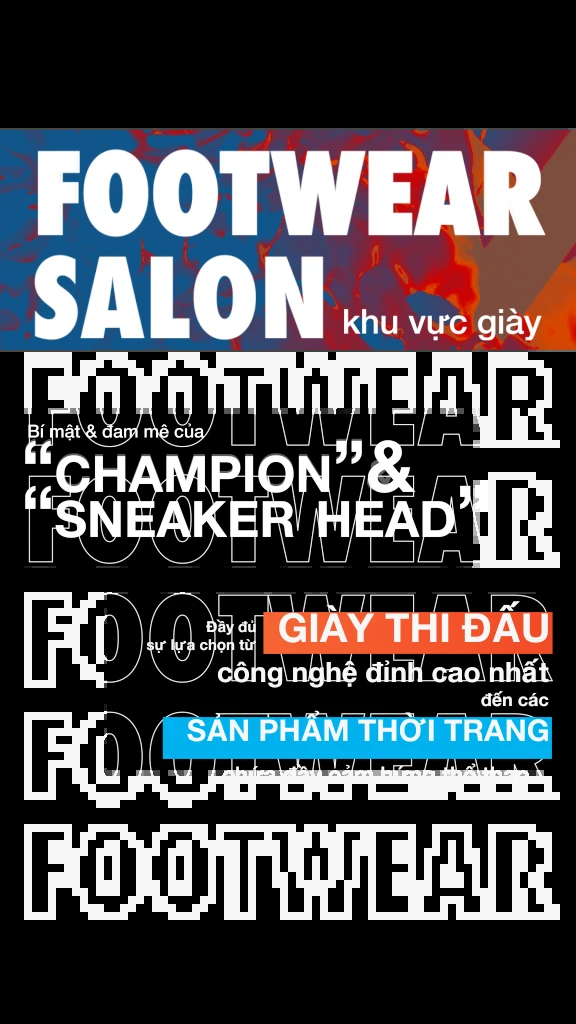 FOOTWEAR
SALON khu vực giày
FOOTWEAR
Bí mật & đam mê của
“CHAMPION” &
FOOTWEAR
“SNEAKER HEAD”
FOOTWEAR
Đầy đủ
sự lựa chọn từ GIÀY THI ĐẤU
công nghệ đỉnh cao nhất
đến các
FOOTWEAR
SẢN PHẨM THỜI TRANG
FOOTWEAR